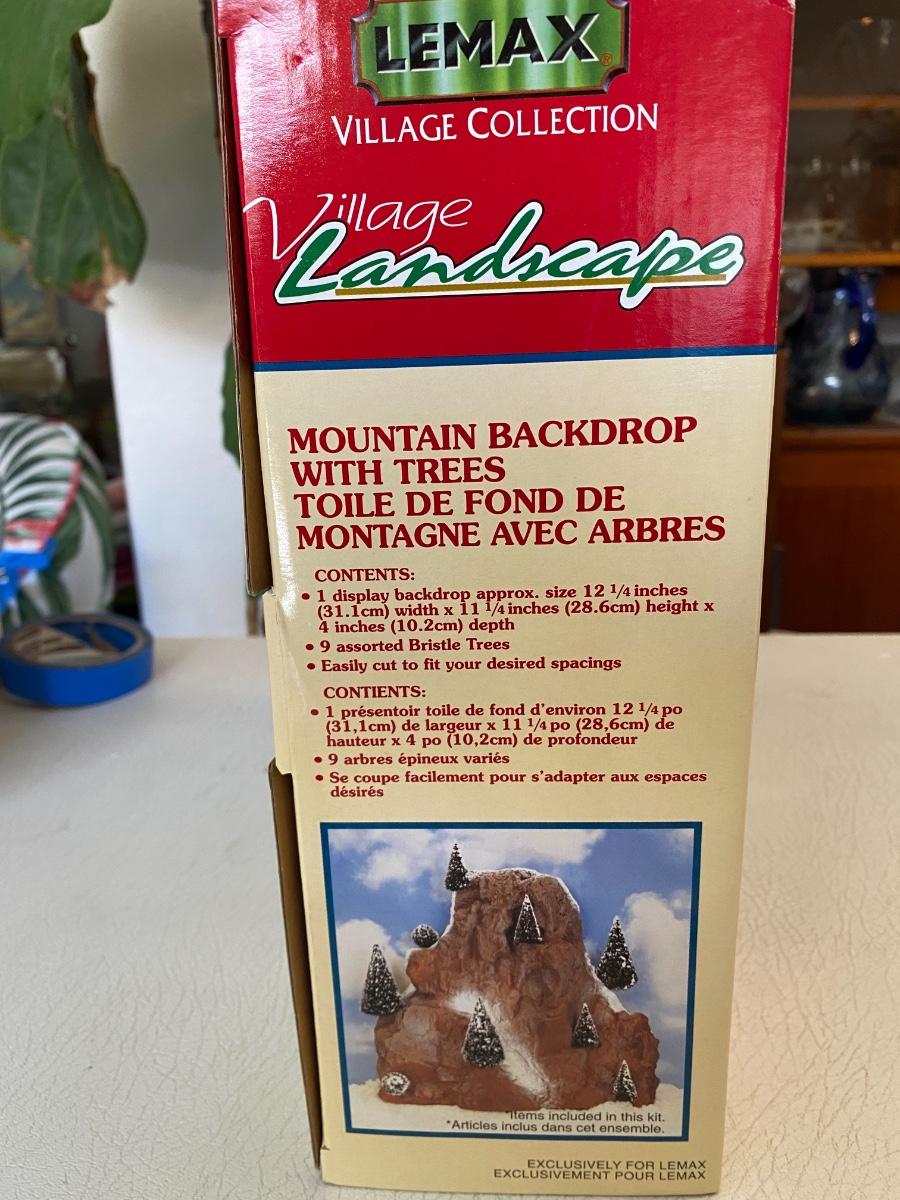 LEMAX®
VILLAGE COLLECTION
Village
Landscape
MOUNTAIN BACKDROP
WITH TREES
TOILE DE FOND DE
MONTAGNE AVEC ARBRES
CONTENTS:
• 1 display backdrop approx. size 12 1/4 inches
(31.1cm) width x 11 1/4 inches (28.6cm) height x
4 inches (10.2cm) depth
• 9 assorted Bristle Trees
• Easily cut to fit your desired spacings
CONTIENTS:
• 1 présentoir toile de fond d'environ 12 1/4 po
(31,1cm) de largeur x 11 1/4 po (28,6cm) de
hauteur x 4 po (10,2cm) de profondeur
• 9 arbres épineux variés
• Se coupe facilement pour s'adapter aux espaces
désirés
*Items included in this kit.
*Articles inclus dans cet ensemble.
EXCLUSIVELY FOR LEMAX
EXCLUSIVEMENT POUR LEMAX